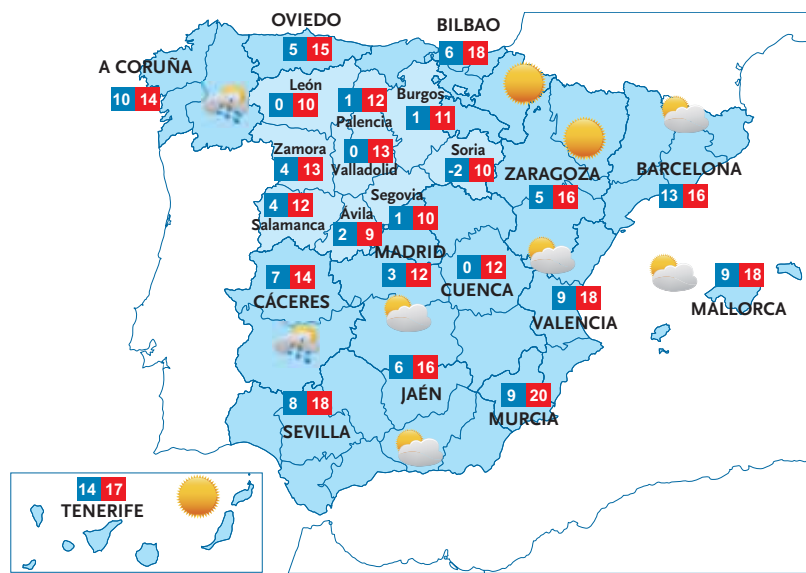 OVIEDO
5 15
BILBAO
6 18
A CORUÑA
10 14
León
0 10
1 12
Palencia
Burgos
1 11
Zamora
4 13
0 13
Valladolid
Soria
-2 10
ZARAGOZA
5 16
BARCELONA
13 16
4 12
Salamanca
Ávila
2 9
Segovia
1 10
MADRID
3 12
0 12
CUENCA
7 14
CÁCERES
9 18
VALENCIA
9 18
MALLORCA
6 16
JAÉN
8 18
SEVILLA
9 20
MURCIA
14 17
TENERIFE